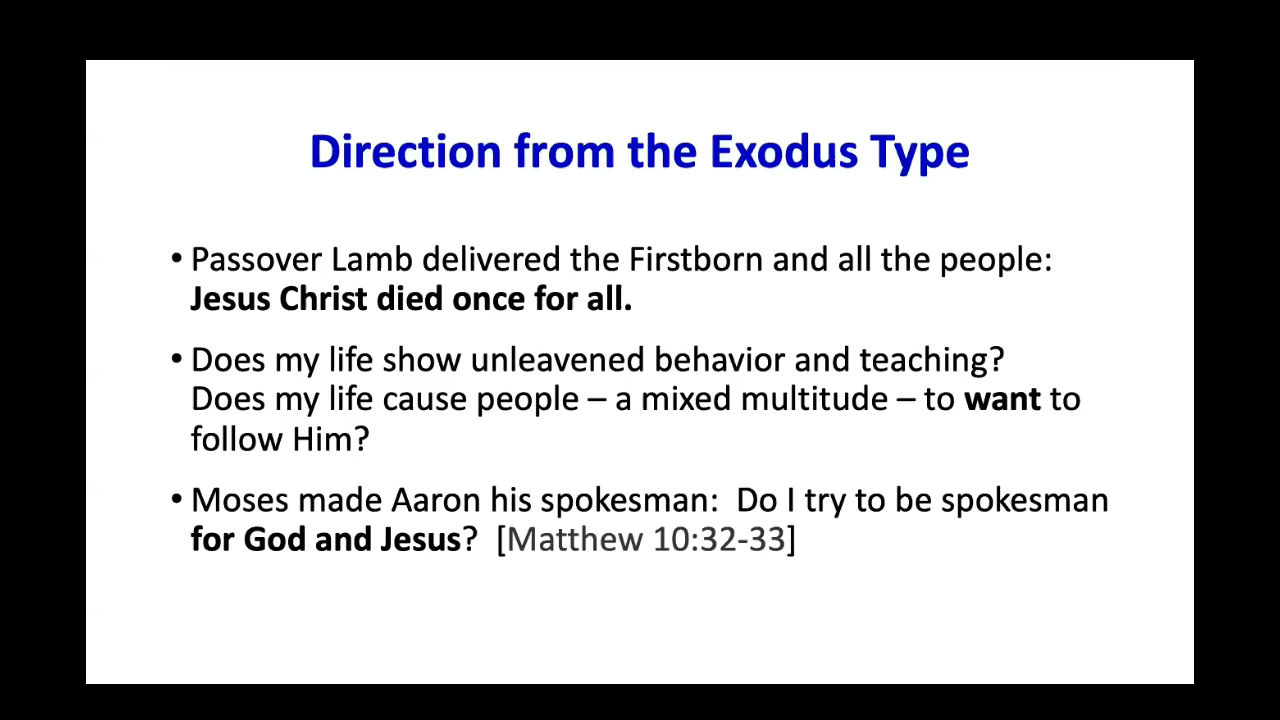 Direction from the Exodus Type
• Passover Lamb delivered the Firstborn and all the people:
Jesus Christ died once for all.
• Does my life show unleavened behavior and teaching?
Does my life cause people – a mixed multitude – to want to
follow Him?
• Moses made Aaron his spokesman:  Do I try to be spokesman
for God and Jesus?  [Matthew 10:32-33]